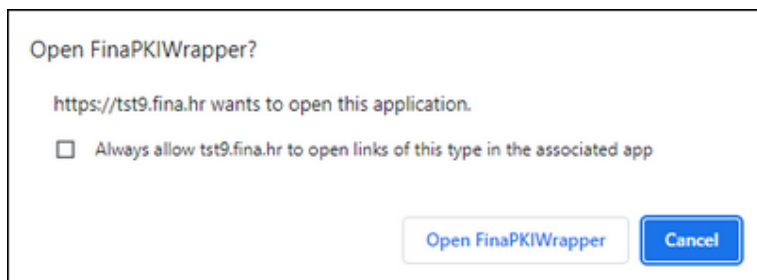 Open FinaPKIWrapper?
https://tst9.fina.hr wants to open this application.
Always allow tst9.fina.hr to open links of this type in the associated app
Open FinaPKIWrapper Cancel